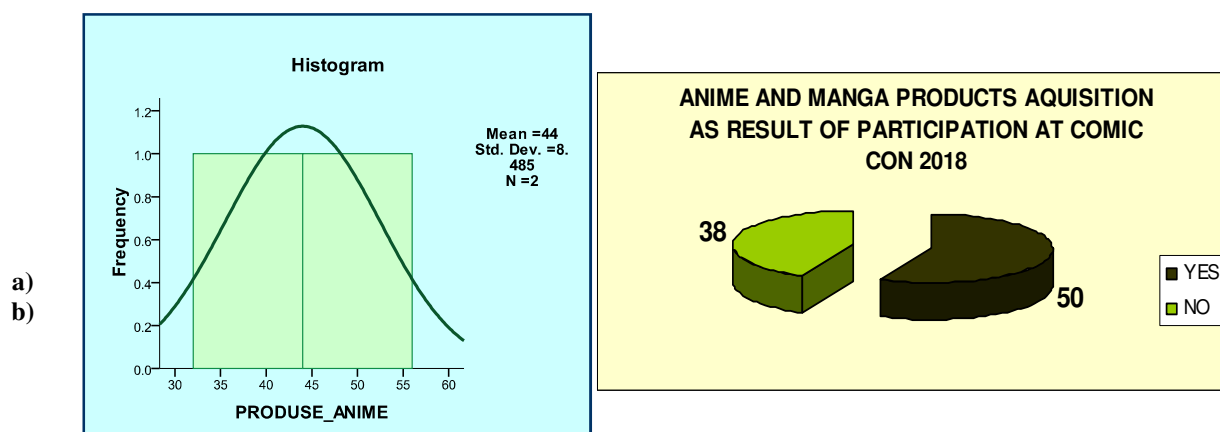 a)
b)
Histogram
Frequency
1.2
1.0
0.8
0.6
0.4
0.2
0.0
30 35 40 45 50 55 60
PRODUSE_ANIME
Mean =44
Std. Dev. =8.
485
N =2
ANIME AND MANGA PRODUCTS AQUISITION
AS RESULT OF PARTICIPATION AT COMIC
CON 2018
38
50
YES
NO